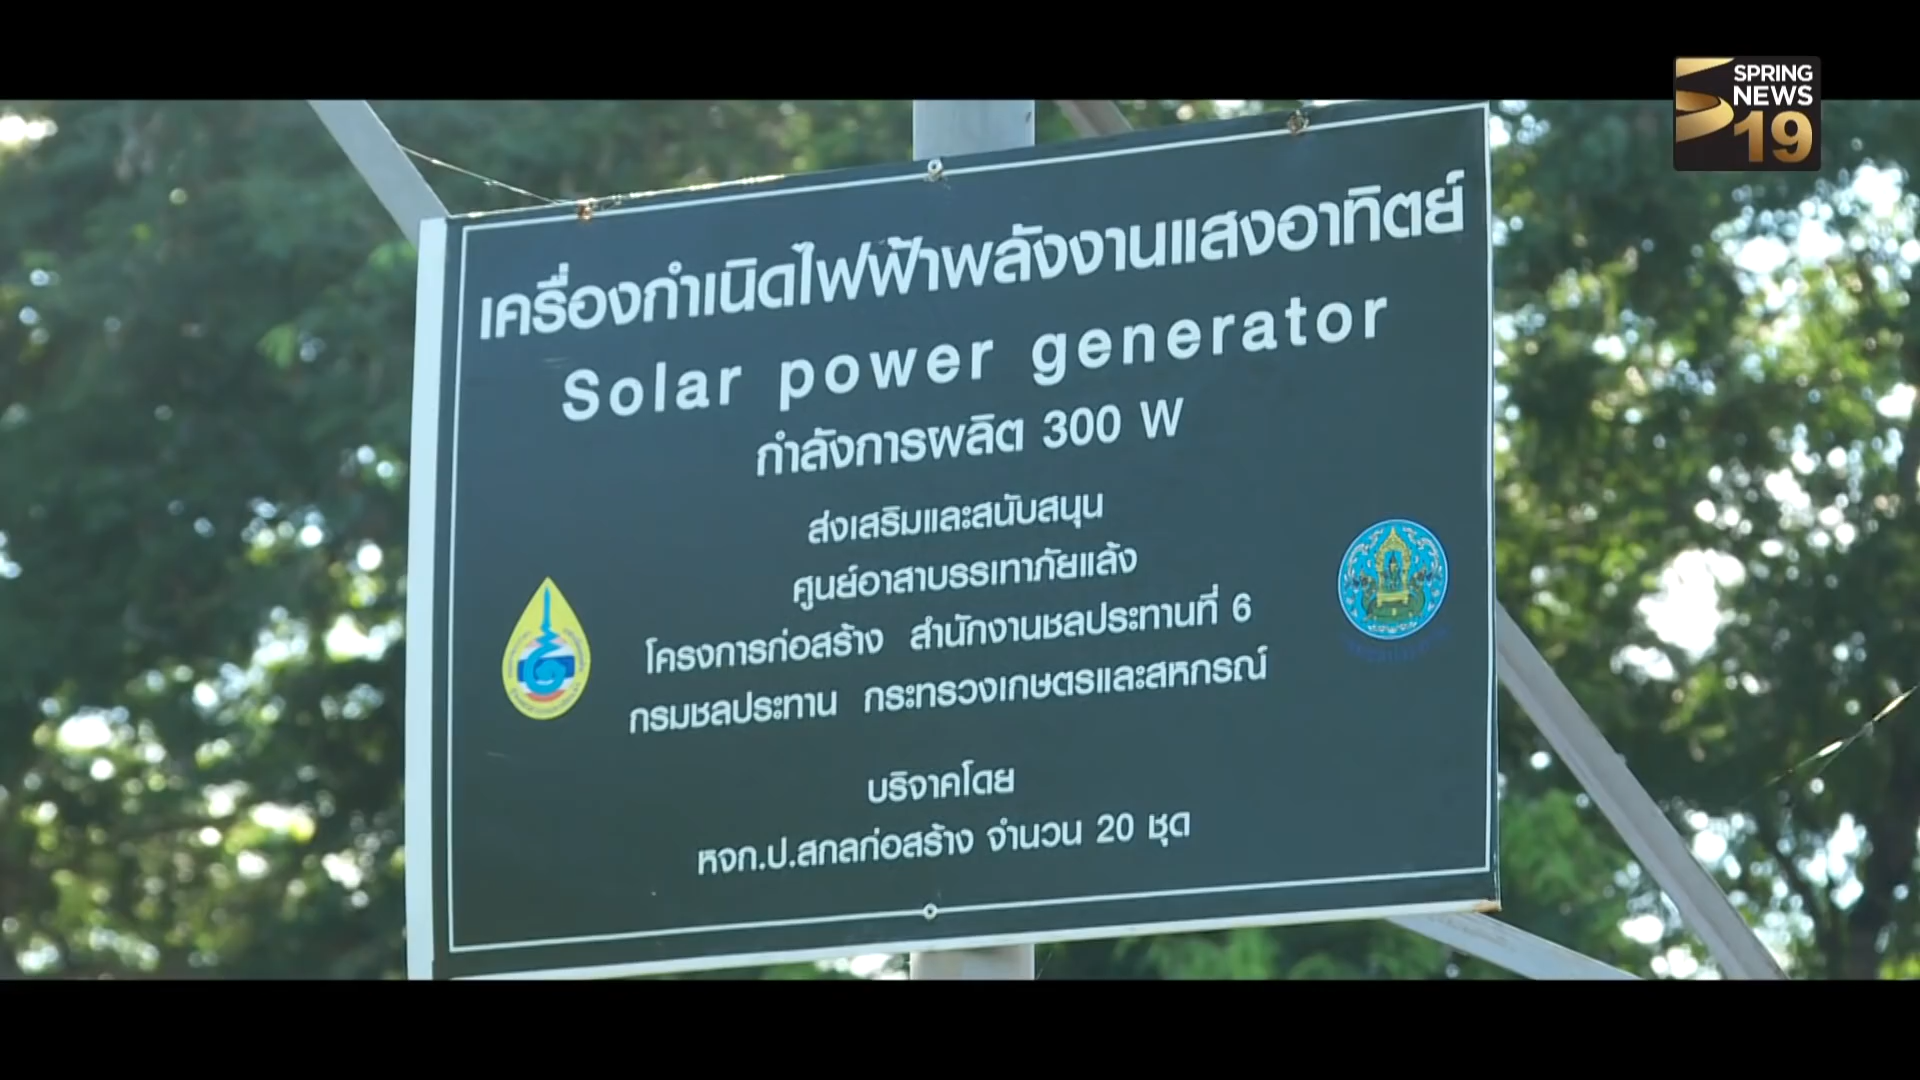 SPRING
NEWS
19
เครื่องกำเนิดไฟฟ้าพลังงานแสงอาทิตย์
Solar power generator
กำลังการผลิต 300 W
ส่งเสริมและสนับสนุน
ศูนย์อาสาบรรเทาภัยแล้ง
โครงการก่อสร้าง สำนักงานชลประทานที่ 6
กรมชลประทาน กระทรวงเกษตรและสหกรณ์
บริจาคโดย
หจก.ป.สกลก่อสร้าง จำนวน 20 ชุด